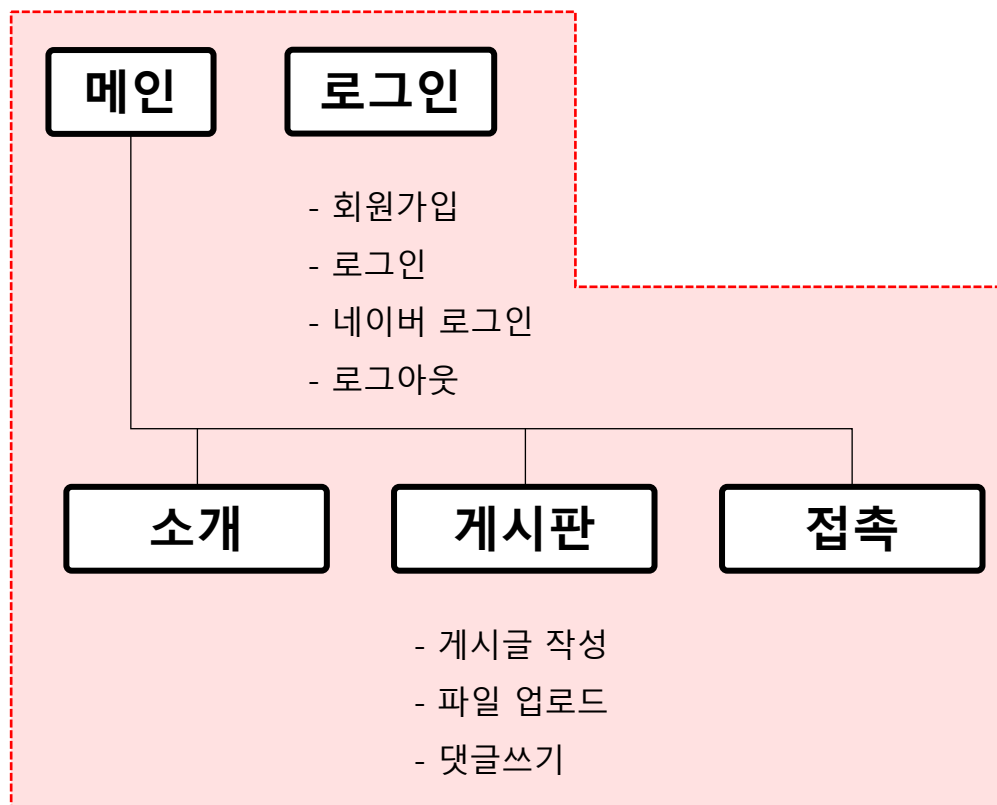 메인
로그인
- 회원가입
- 로그인
- 네이버 로그인
- 로그아웃
소개
게시판
접촉
- 게시글 작성
- 파일 업로드
- 댓글쓰기